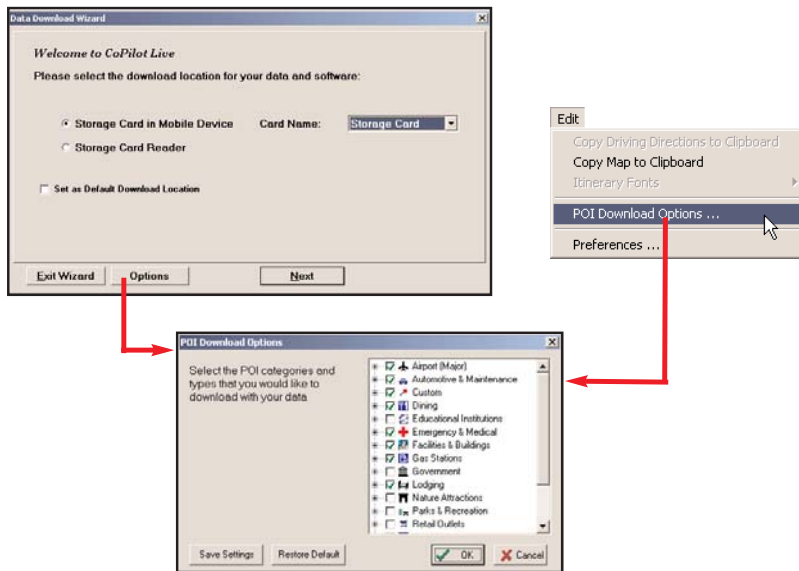 Data Download Wizard
Welcome to CoPilot Live
Please select the download location for your data and software:
Storage Card in Mobile Device
Card Name:
Storage Card
Storage Card Reader
Set as Default Download Location
Exit Wizard
Options
Next
Edit
Copy Driving Directions to Clipboard
Copy Map to Clipboard
Itinerary Fonts
POI Download Options ...
Preferences ...
POI Download Options
Select the POI categories and
types that you would like to
download with your data
Airport (Major)
Automotive & Maintenance
Custom
Dining
Educational Institutions
Emergency & Medical
Facilities & Buildings
Gas Stations
Government
Lodging
Nature Attractions
Parks & Recreation
Retail Outlets
Save Settings
Restore Default
OK
Cancel